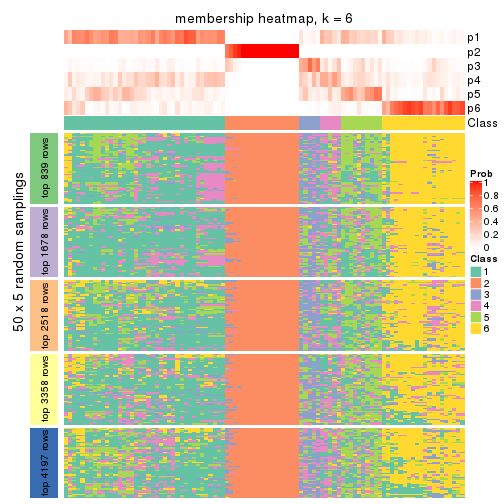 membership heatmap, k = 6
p1
p2
p3
p4
p5
p6
Class
50 x 5 random samplings
top 839 rows
top 1678 rows
top 2518 rows
top 3358 rows
top 4197 rows
Prob
1
0.8
0.6
0.4
0.2
0
Class
1
2
3
4
5
6